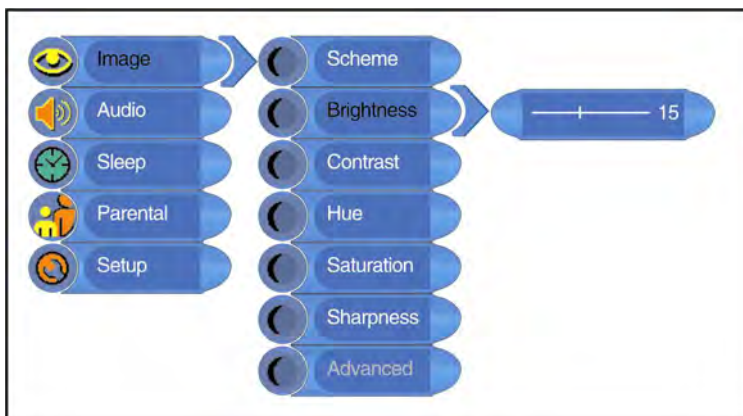 Image
Audio
Sleep
Parental
Setup
Scheme
Brightness
Contrast
Hue
Saturation
Sharpness
Advanced
15